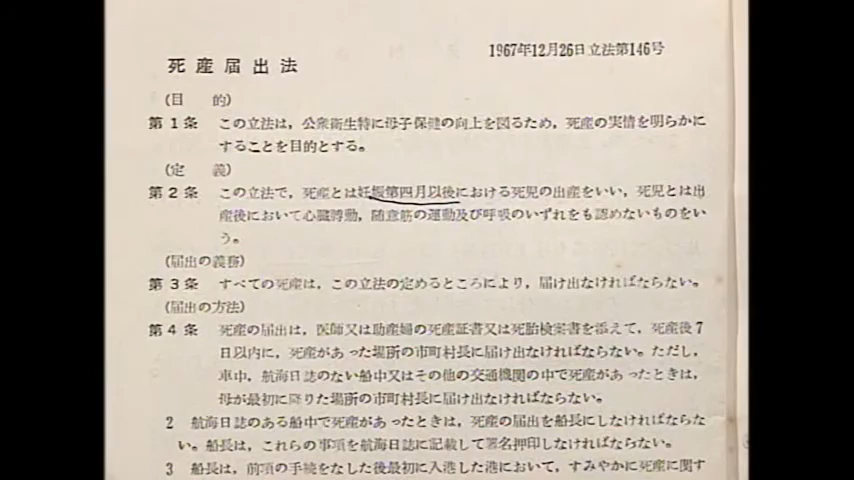 死産届出法
1967年12月26日立法第146号
(目　的)
第1条　この立法は，公衆衛生特に母子保健の向上を図るため，死産の実情を明らかに
することを目的とする。
(定　義)
第2条　この立法で，死産とは妊娠第四月以後における死児の出産をいい，死児とは出
産後において心臓膊動，随意筋の運動及び呼吸のいずれをも認めないものをい
う。
(届出の義務)
第3条　すべての死産は，この立法の定めるところにより，届け出なければならない。
(届出の方法)
第4条　死産の届出は，医師又は助産婦の死産証書又は死胎検案書を添えて，死産後7
日以内に，死産があった場所の市町村長に届け出なければならない。ただし，
車中，航海日誌のない船中又はその他の交通機関の中で死産があったときは，
母が最初に降りた場所の市町村長に届け出なければならない。
2　航海日誌のある船中で死産があったときは，死産の届出を船長にしなければならな
い。船長は，これらの事項を航海日誌に記載して署名押印しなければならない。
3　船長は，前項の手続をなした後最初に入港した港において，すみやかに死産に関す